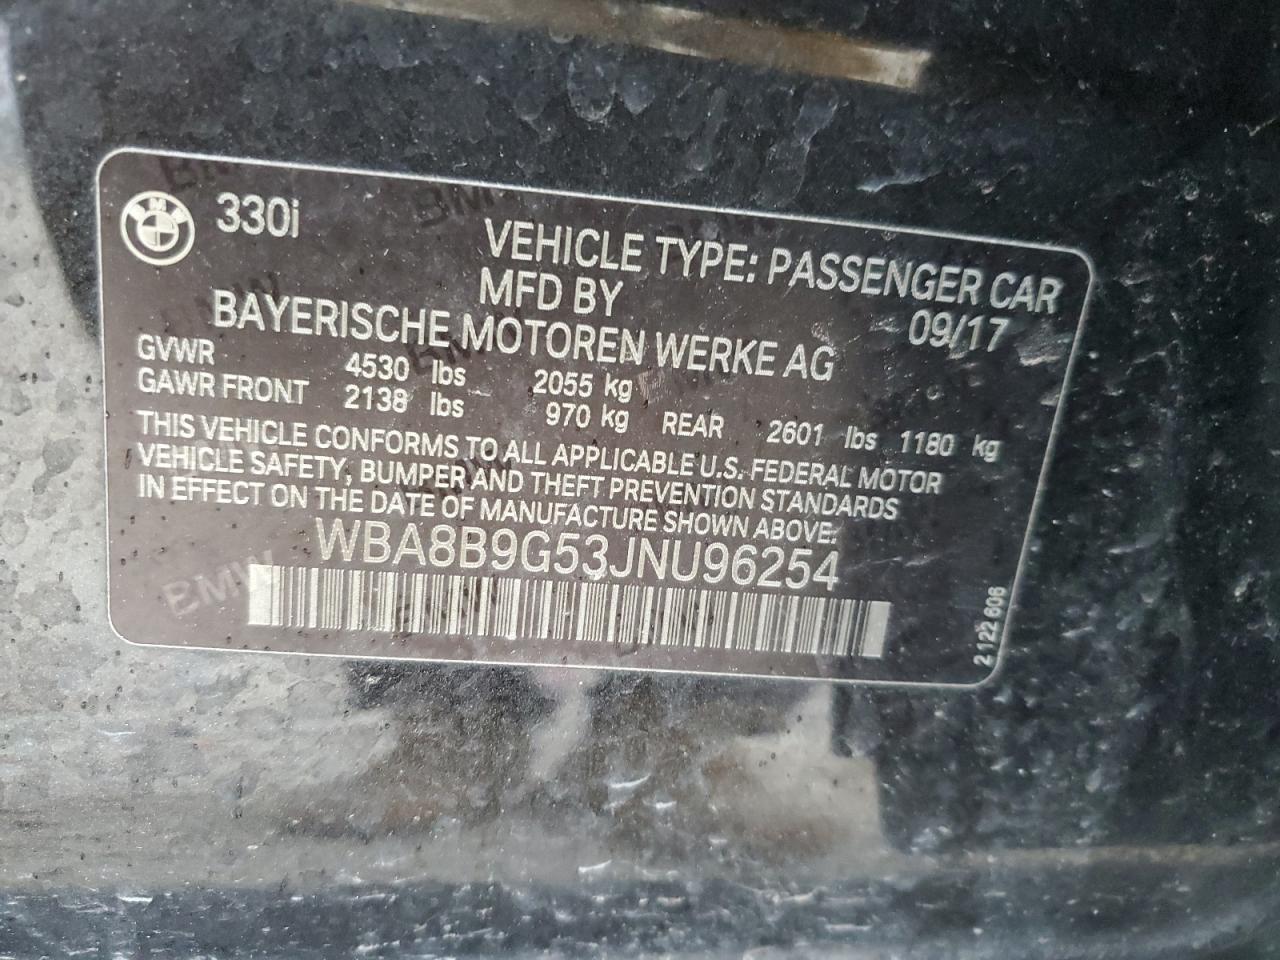 BMW 330i
VEHICLE TYPE: PASSENGER CAR
MFD BY 09/17
BAYERISCHE MOTOREN WERKE AG
GVWR 4530 lbs 2055 kg
GAWR FRONT 2138 lbs 970 kg REAR 2601 lbs 1180 kg
THIS VEHICLE CONFORMS TO ALL APPLICABLE U.S. FEDERAL MOTOR
VEHICLE SAFETY, BUMPER AND THEFT PREVENTION STANDARDS
IN EFFECT ON THE DATE OF MANUFACTURE SHOWN ABOVE:
WBA8B9G53JNU96254
2122606